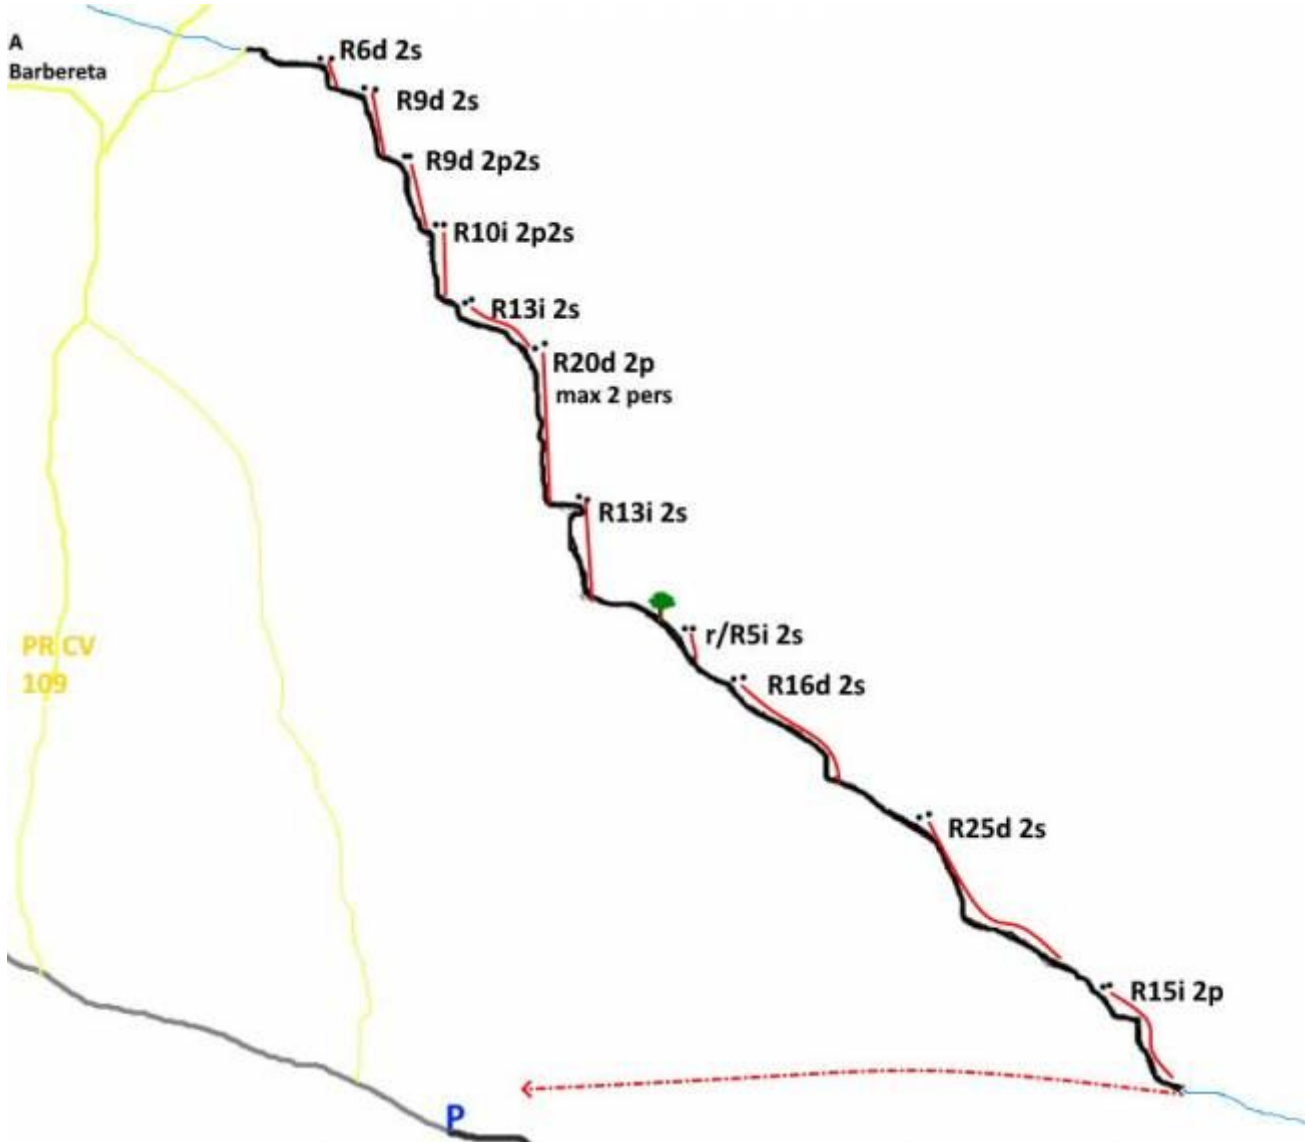 A
Barbereta
R6d 2s
R9d 2s
R9d 2p2s
R10i 2p2s
R13i 2s
R20d 2p
max 2 pers
R13i 2s
r/R5i 2s
PR CV
109
R16d 2s
R25d 2s
R15i 2p
P